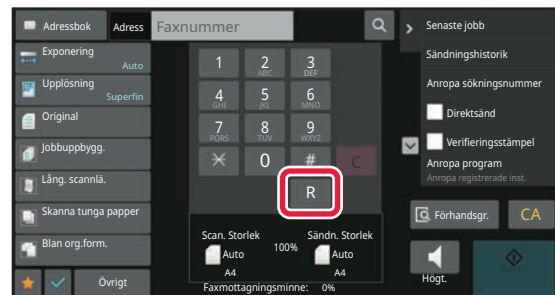 Adressbok
Adress
Faxnummer
Senaste jobb
Exponering
Auto
Sändningshistorik
Upplösning
Superfin
Anropa sökningsnummer
Original
Direktsänd
Jobbuppbygg.
Verifieringsstämpel
Lång. scannlä.
Anropa program
Anropa registrerade inst.
Skanna tunga papper
Blan org.form.
Övrigt
1
2
ABC
3
DEF
4
GHI
5
JKL
6
MNO
7
PQRS
8
TUV
9
WXYZ
0
#
C
R
Scan. Storlek
Sändn. Storlek
100%
Auto
Auto
A4
A4
Faxmottagningsminne: 0%
Förhandsgr.
CA
Högt.
Start